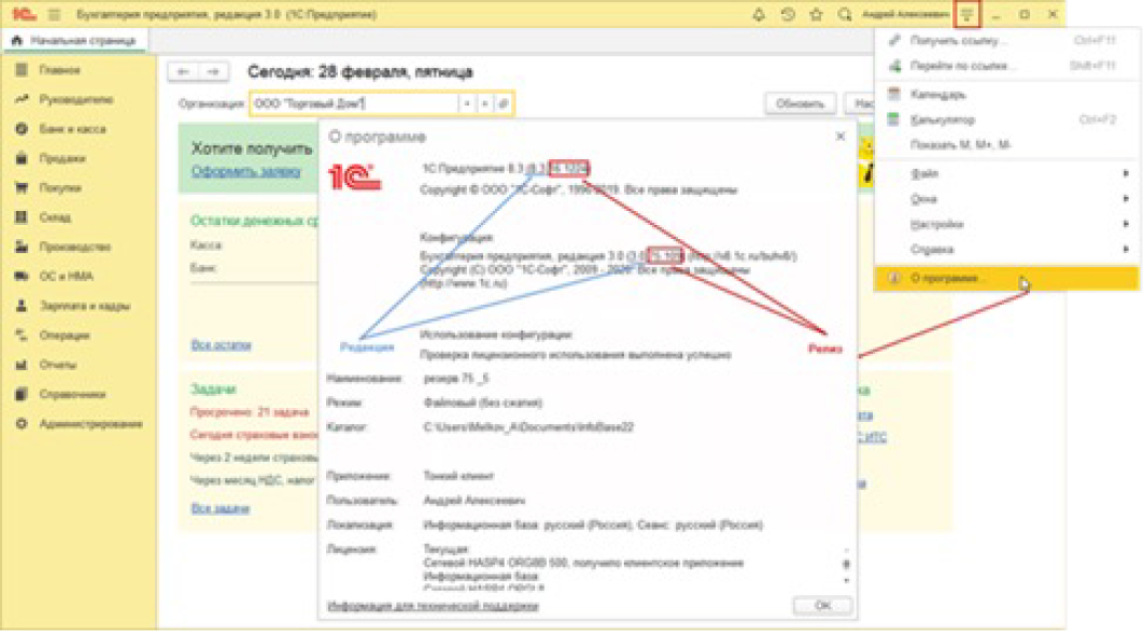 1С Бухгалтерия предприятия, редакция 3.0 (1С:Предприятие) Андрей Алексеевич
Начальная страница
Главное
Руководителю
Банк и касса
Продажи
Покупки
Склад
Производство
ОС и НМА
Зарплата и кадры
Операции
Отчеты
Справочники
Администрирование
Сегодня: 28 февраля, пятница
Организация: ООО "Торговый Дом"
Обновить
Хотите получить
Оформить заявку
Остатки денежных ср
Касса
Банк:
Все остатки
Задачи
Просрочено: 21 задача
Сегодня страховые взнос
Через 2 недели страховы
Через месяц НДС, налог
Все задачи
О программе
1С
1С:Предприятие 8.3 (8.3.
Copyright © ООО "1С-Софт", 1996-2019. Все права защищены
Конфигурация:
Бухгалтерия предприятия, редакция 3.0 (3.0. (http://v8.1c.ru/buhv8/)
Copyright (С) ООО "1С-Софт", 2009 - 2020. Все права защищены
(http://www.1c.ru)
Использование конфигурации:
Редакция
Релиз
Проверка лицензионного использования выполнена успешно
Наименование: резерв 75 _5
Режим: Файловый (без сжатия)
Каталог: C:\Users\Melkov_A\Documents\InfoBase22
Приложение: Тонкий клиент
Пользователь: Андрей Алексеевич
Локализация: Информационная база: русский (Россия), Сеанс: русский (Россия)
Лицензия: Текущая:
Сетевой HASP4 ORG8B 500, получило клиентское приложение
Информационная база:
Информация для технической поддержки
OK
Получить ссылку... Ctrl+F11
Перейти по ссылке... Shift+F11
Календарь
Калькулятор Ctrl+F2
Показать M, M+, M-
Файл
Окна
Настройки
Справка
О программе...
ИТС